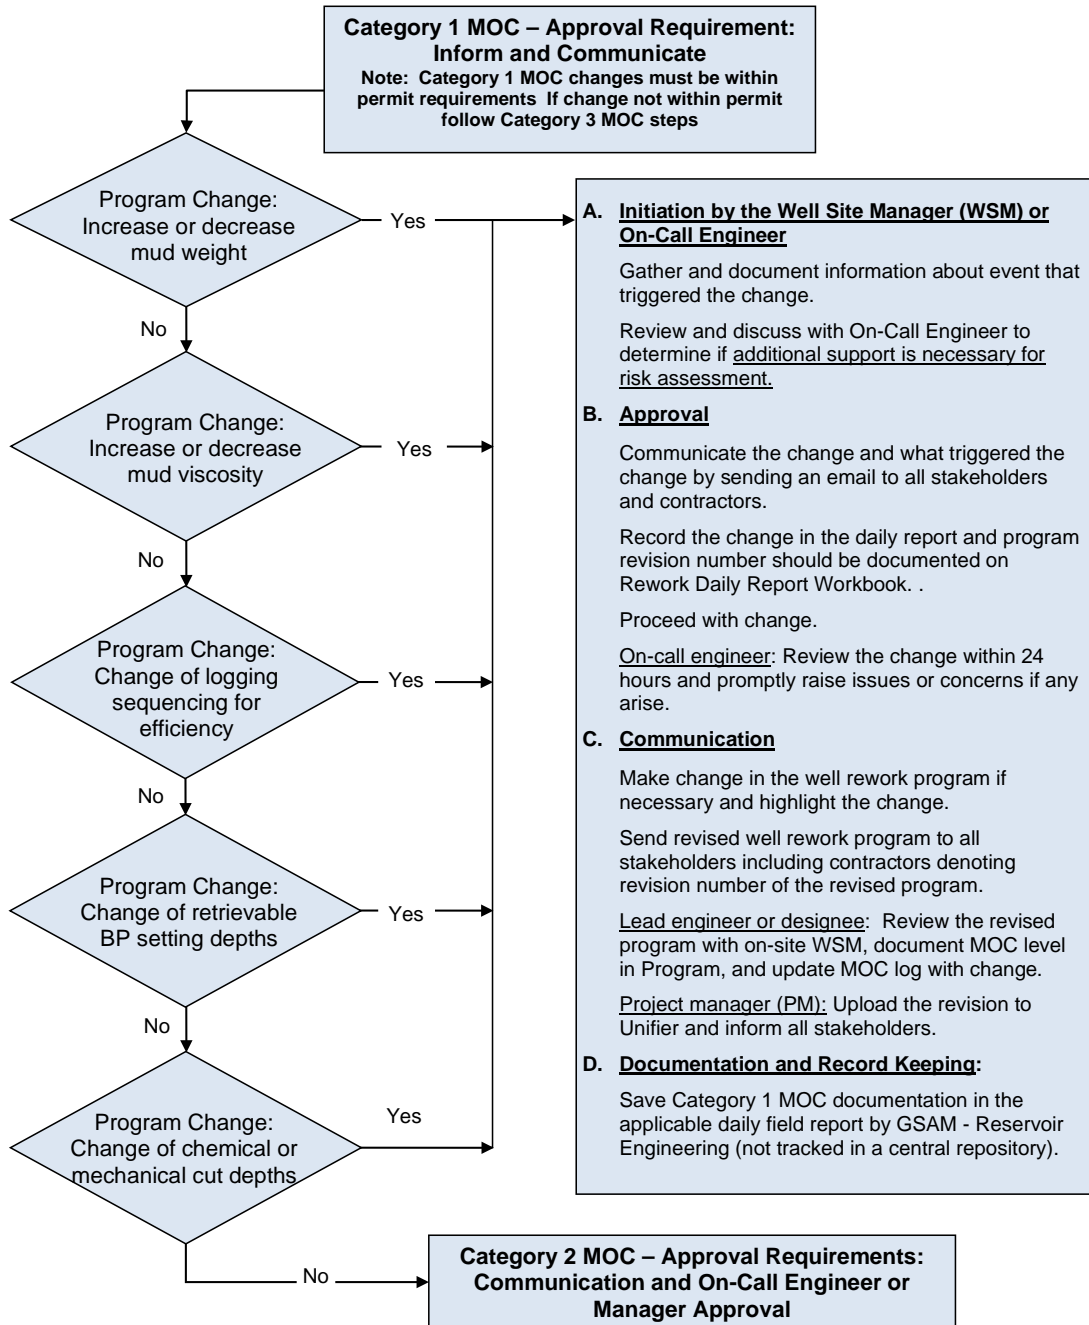 Category 1 MOC – Approval Requirement:
Inform and Communicate
Note:  Category 1 MOC changes must be within
permit requirements  If change not within permit
follow Category 3 MOC steps
Program Change:
Increase or decrease
mud weight
Yes
No
Program Change:
Increase or decrease
mud viscosity
Yes
No
Program Change:
Change of logging
sequencing for
efficiency
Yes
No
Program Change:
Change of retrievable
BP setting depths
Yes
No
Program Change:
Change of chemical or
mechanical cut depths
Yes
No
A. Initiation by the Well Site Manager (WSM) or
On-Call Engineer
Gather and document information about event that
triggered the change.
Review and discuss with On-Call Engineer to
determine if additional support is necessary for
risk assessment.
B. Approval
Communicate the change and what triggered the
change by sending an email to all stakeholders
and contractors.
Record the change in the daily report and program
revision number should be documented on
Rework Daily Report Workbook. .
Proceed with change.
On-call engineer: Review the change within 24
hours and promptly raise issues or concerns if any
arise.
C. Communication
Make change in the well rework program if
necessary and highlight the change.
Send revised well rework program to all
stakeholders including contractors denoting
revision number of the revised program.
Lead engineer or designee:  Review the revised
program with on-site WSM, document MOC level
in Program, and update MOC log with change.
Project manager (PM): Upload the revision to
Unifier and inform all stakeholders.
D. Documentation and Record Keeping:
Save Category 1 MOC documentation in the
applicable daily field report by GSAM - Reservoir
Engineering (not tracked in a central repository).
Category 2 MOC – Approval Requirements:
Communication and On-Call Engineer or
Manager Approval